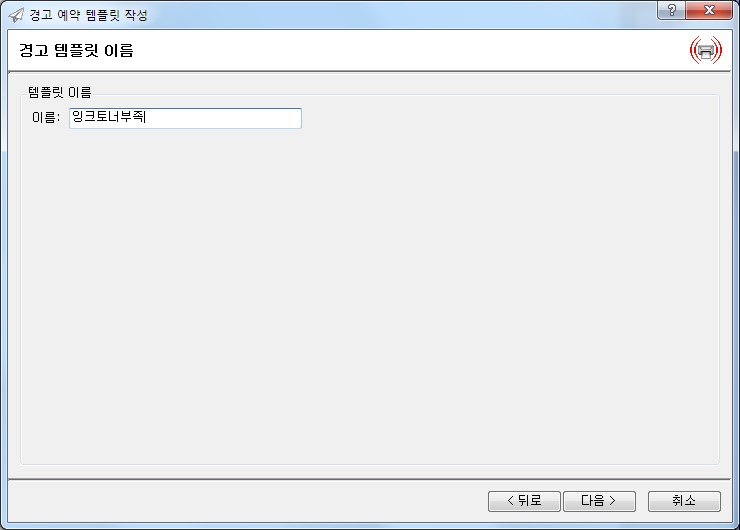 경고 예약 템플릿 작성
?
경고 템플릿 이름
템플릿 이름
이름: 잉크토너부족
< 뒤로 다음 > 취소